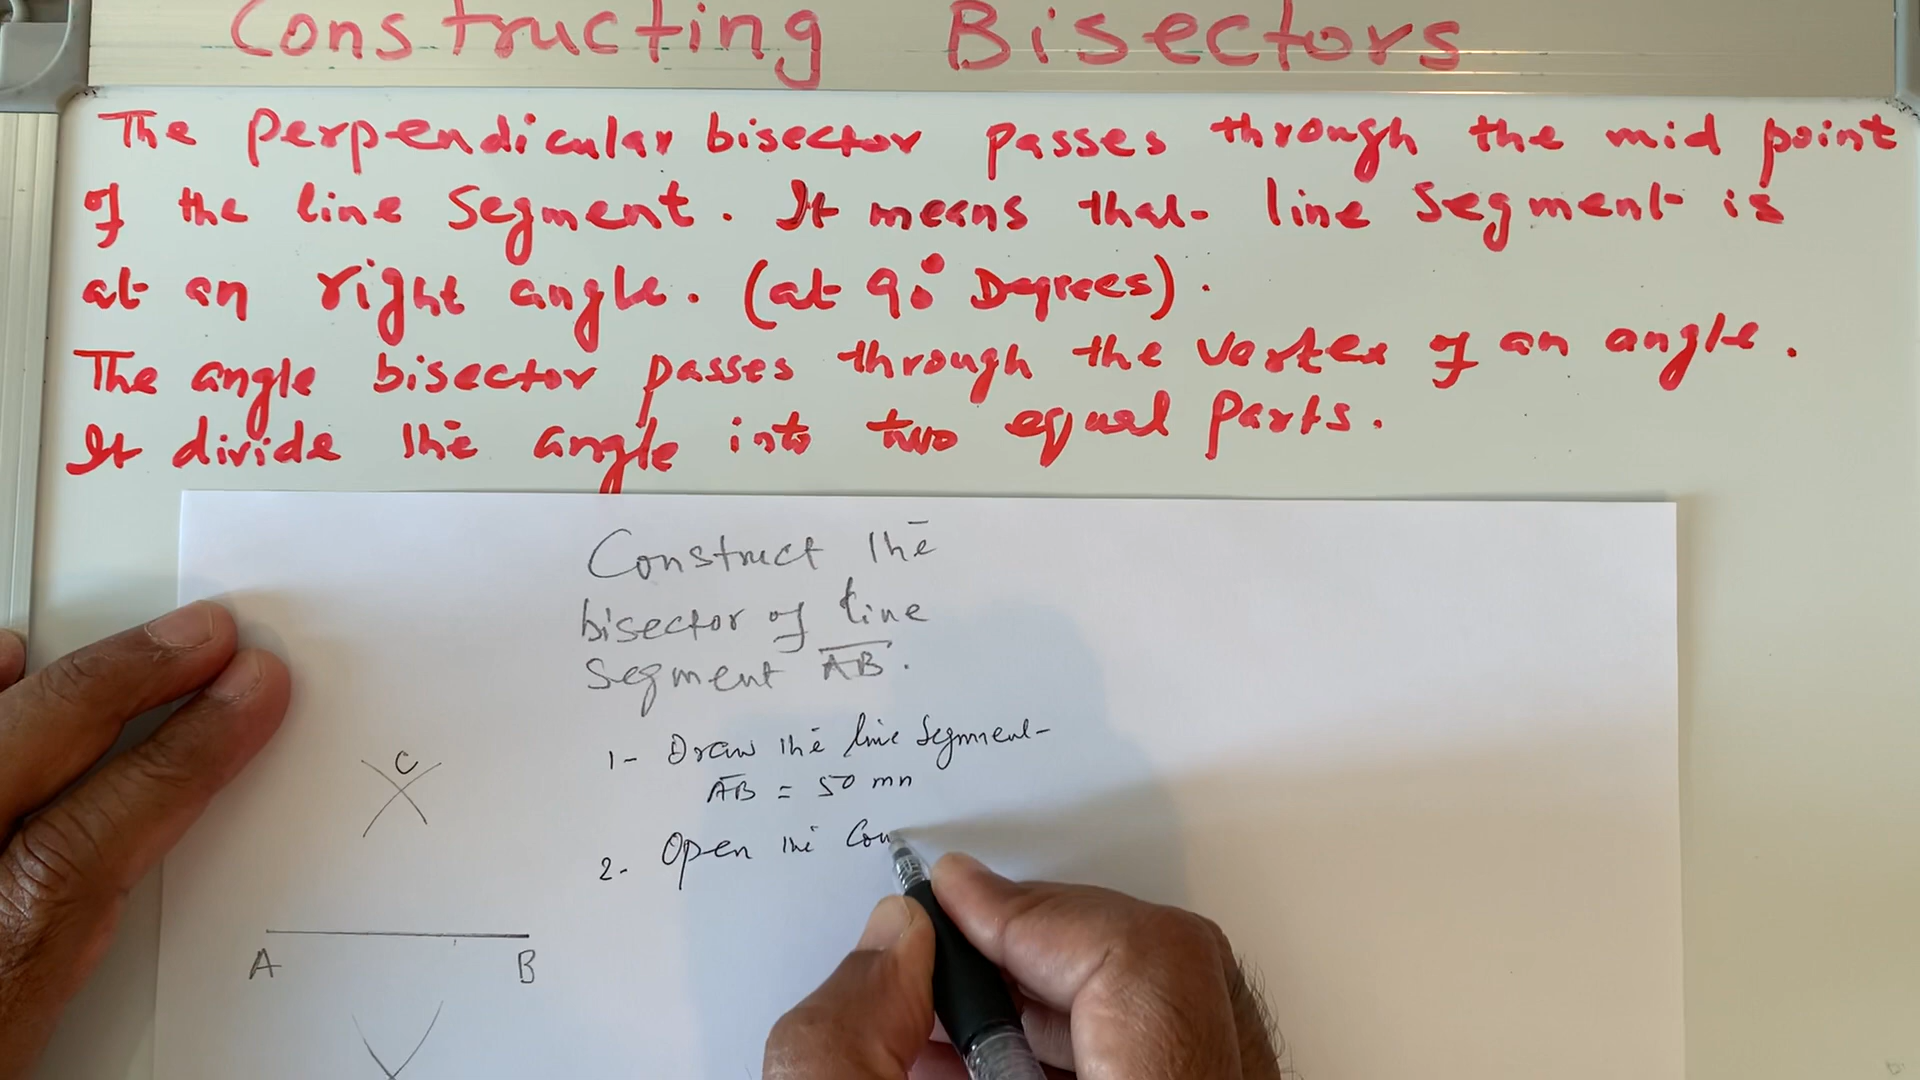 Constructing Bisectors
The perpendicular bisector passes through the mid point
of the line segment. It means that line segment is
at an right angle. (at 90° Degrees).
The angle bisector passes through the vertex of an angle.
It divide the angle into two equal parts.
Construct the
bisector of line
segment AB.
1- Draw the line segment
AB = 50 mm
2- Open the Com
C
A B